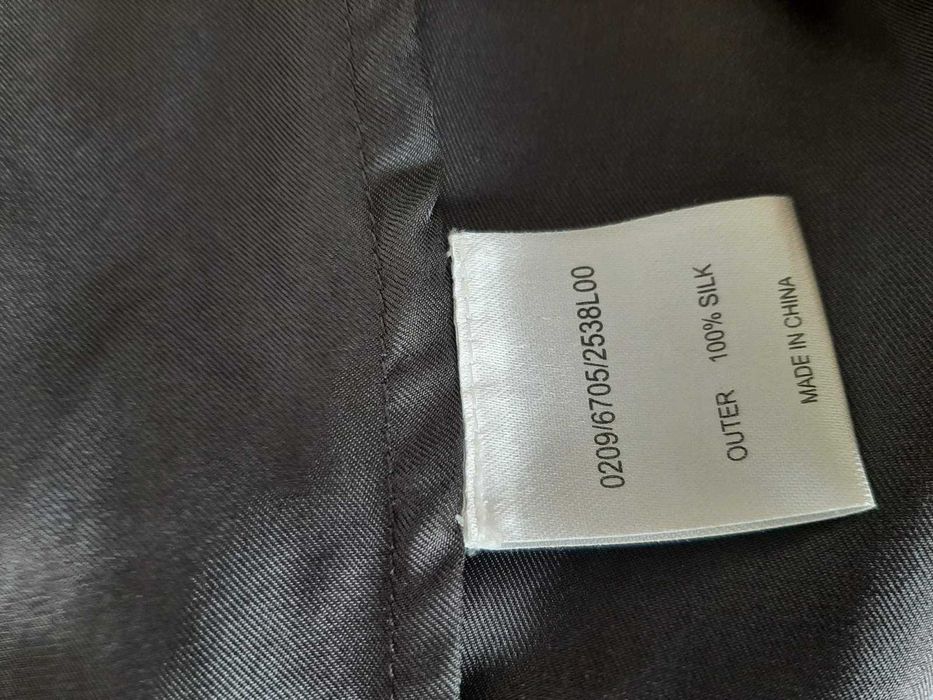 0209/6705/2538L00
OUTER 100% SILK
MADE IN CHINA